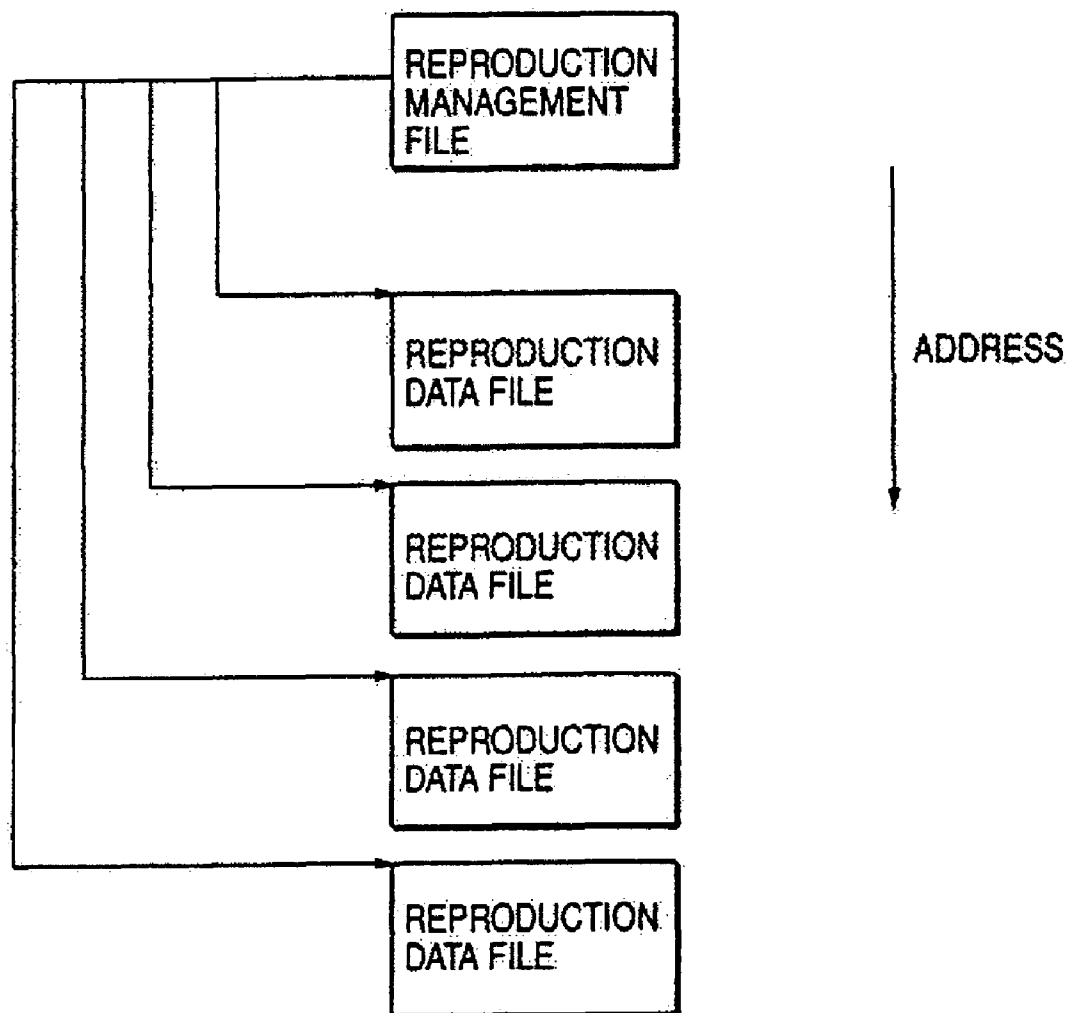 REPRODUCTION
MANAGEMENT
FILE
REPRODUCTION
DATA FILE
ADDRESS
REPRODUCTION
DATA FILE
REPRODUCTION
DATA FILE
REPRODUCTION
DATA FILE